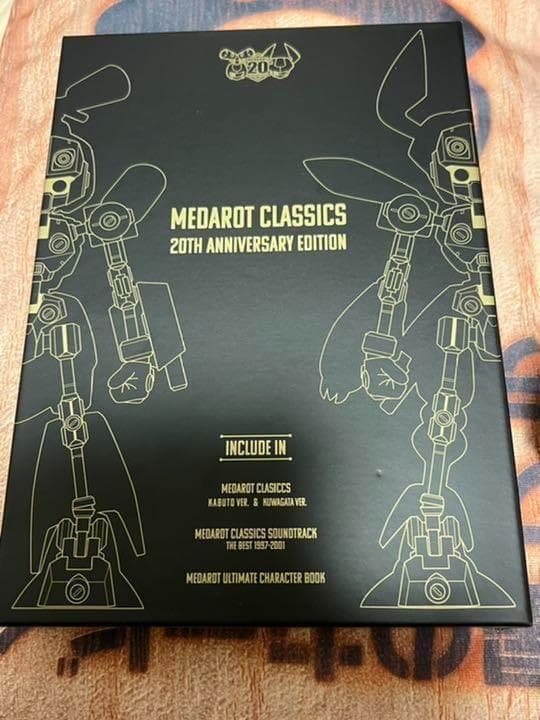 20
MEDAROT CLASSICS
20TH ANNIVERSARY EDITION
INCLUDE IN
MEDAROT CLASICCS
KABUTO VER. & KUWAGATA VER.
MEDAROT CLASSICS SOUNDTRACK
THE BEST 1997-2001
MEDAROT ULTIMATE CHARACTER BOOK